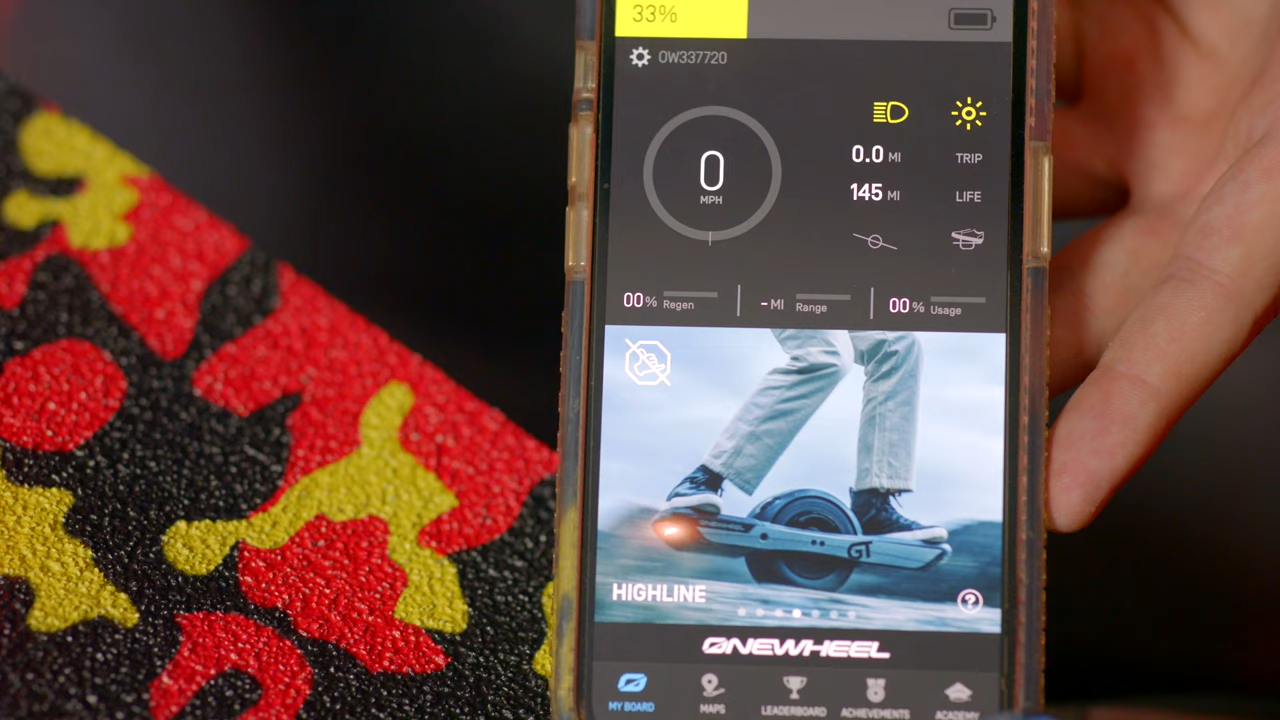 33%
OW337720
0
MPH
0.0 MI TRIP
145 MI LIFE
00% Regen
- MI Range
00% Usage
ONEWHEEL
GT
HIGHLINE
?
ONEWHEEL
MY BOARD
MAPS
LEADERBOARD
ACHIEVEMENTS
ACADEMY